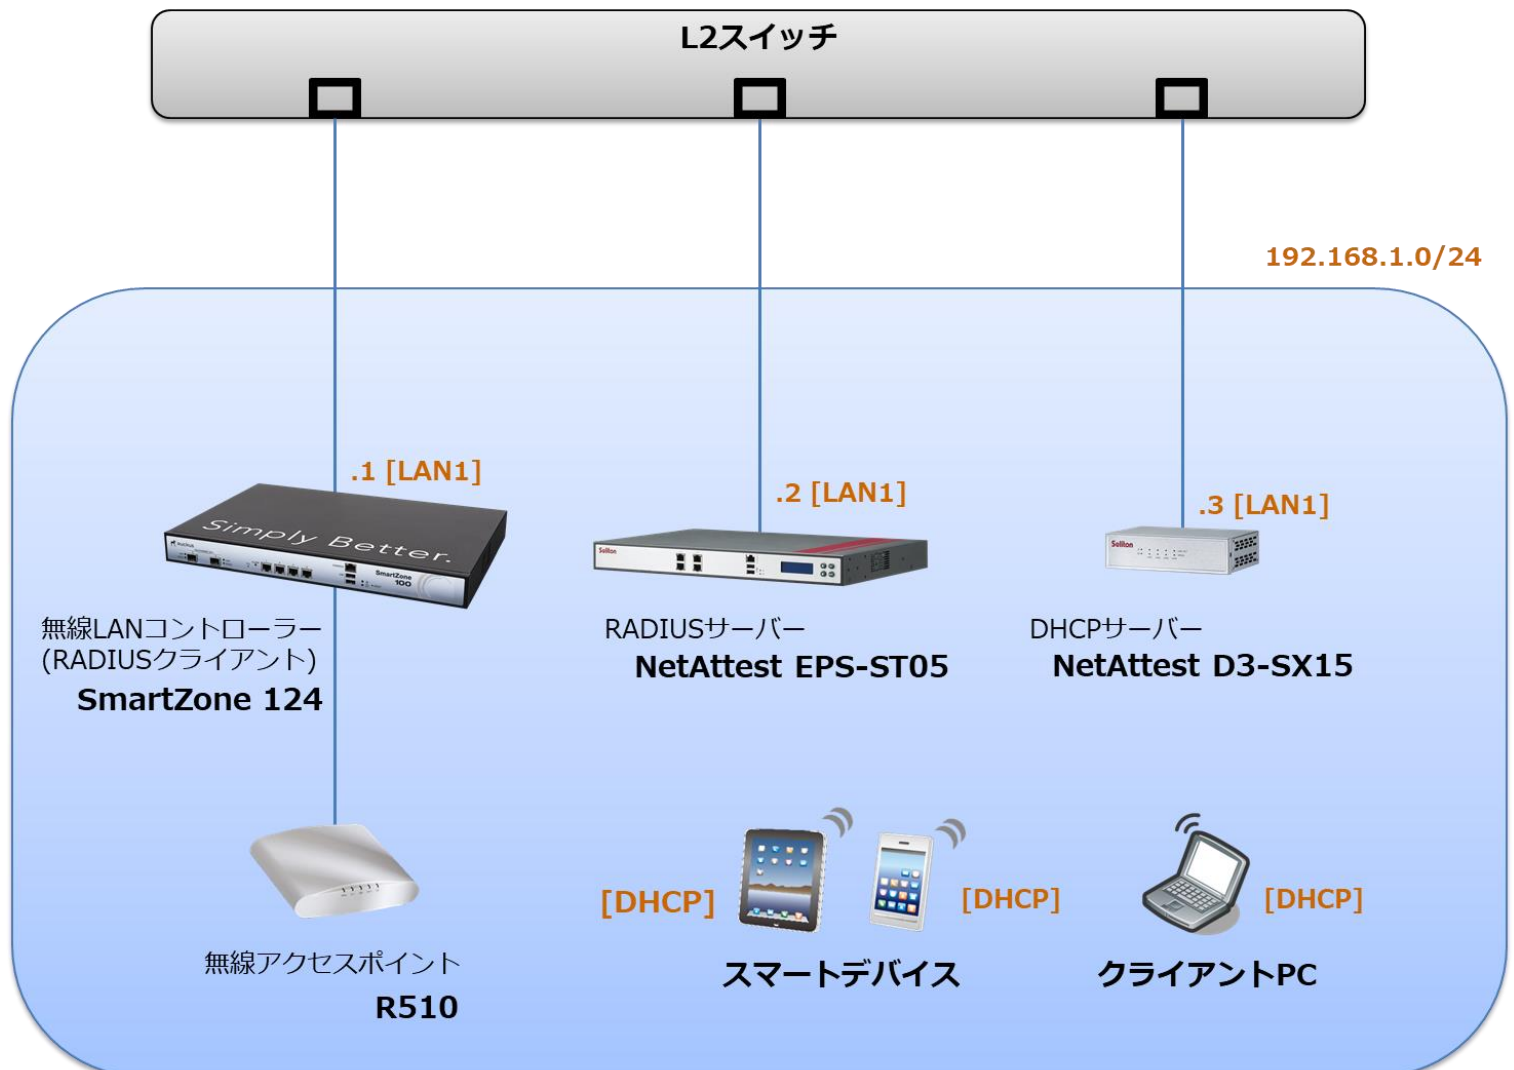 L2スイッチ
192.168.1.0/24
.1 [LAN1]
.2 [LAN1]
.3 [LAN1]
Simply Better.
RUCKUS
SmartZone
100
Soliton
Soliton
無線LANコントローラー
(RADIUSクライアント)
SmartZone 124
RADIUSサーバー
NetAttest EPS-ST05
DHCPサーバー
NetAttest D3-SX15
[DHCP]
[DHCP]
[DHCP]
無線アクセスポイント
R510
スマートデバイス
クライアントPC